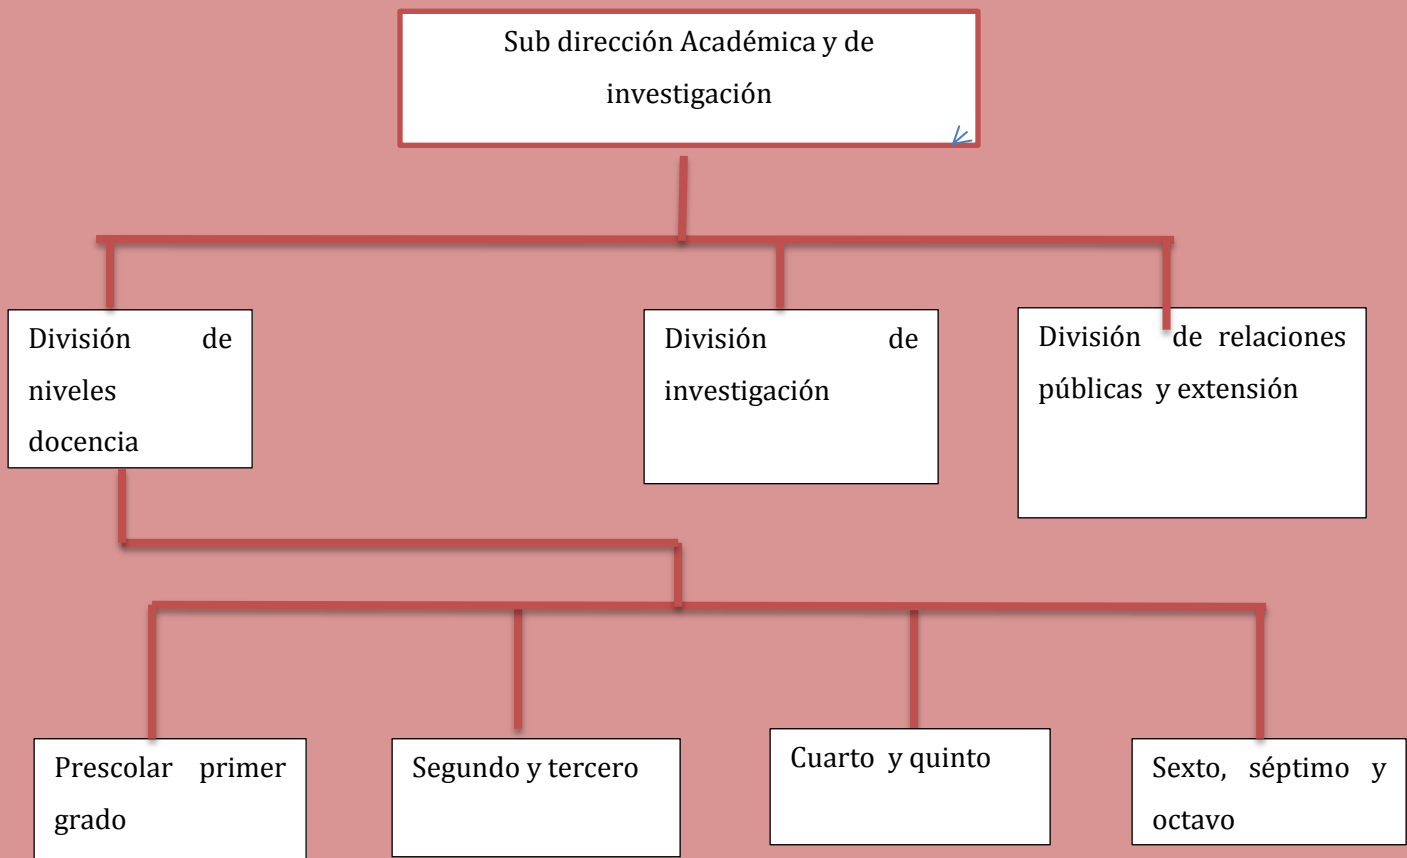 Sub dirección Académica y de
investigación
División de
niveles
docencia
División de
investigación
División de relaciones
públicas y extensión
Prescolar primer
grado
Segundo y tercero
Cuarto y quinto
Sexto, séptimo y
octavo